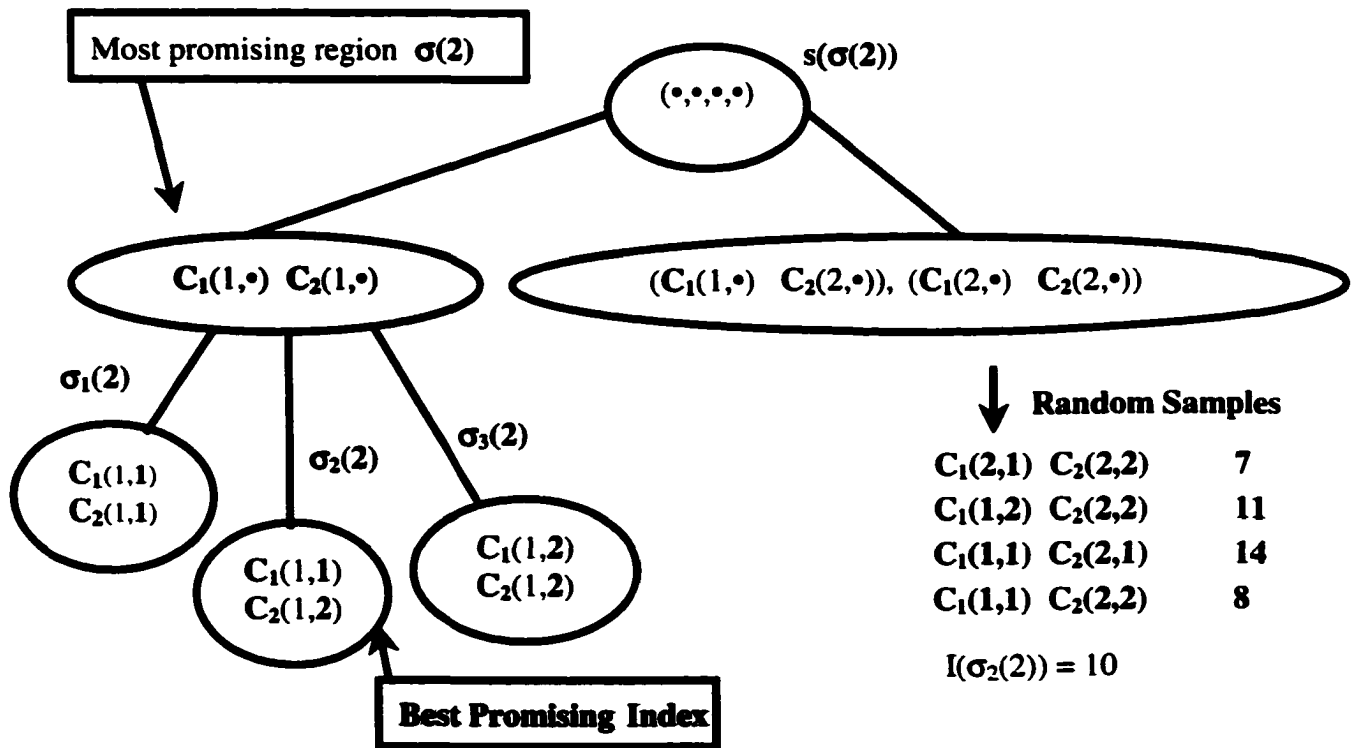 Most promising region σ(2)
s(σ(2))
(•,•,•,•)
C₁(1,•) C₂(1,•)
(C₁(1,•) C₂(2,•)), (C₁(2,•) C₂(2,•))
σ₁(2)
σ₂(2)
σ₃(2)
C₁(1,1)
C₂(1,1)
C₁(1,1)
C₂(1,2)
C₁(1,2)
C₂(1,2)
Best Promising Index
Random Samples
C₁(2,1) C₂(2,2) 7
C₁(1,2) C₂(2,2) 11
C₁(1,1) C₂(2,1) 14
C₁(1,1) C₂(2,2) 8
I(σ₂(2)) = 10